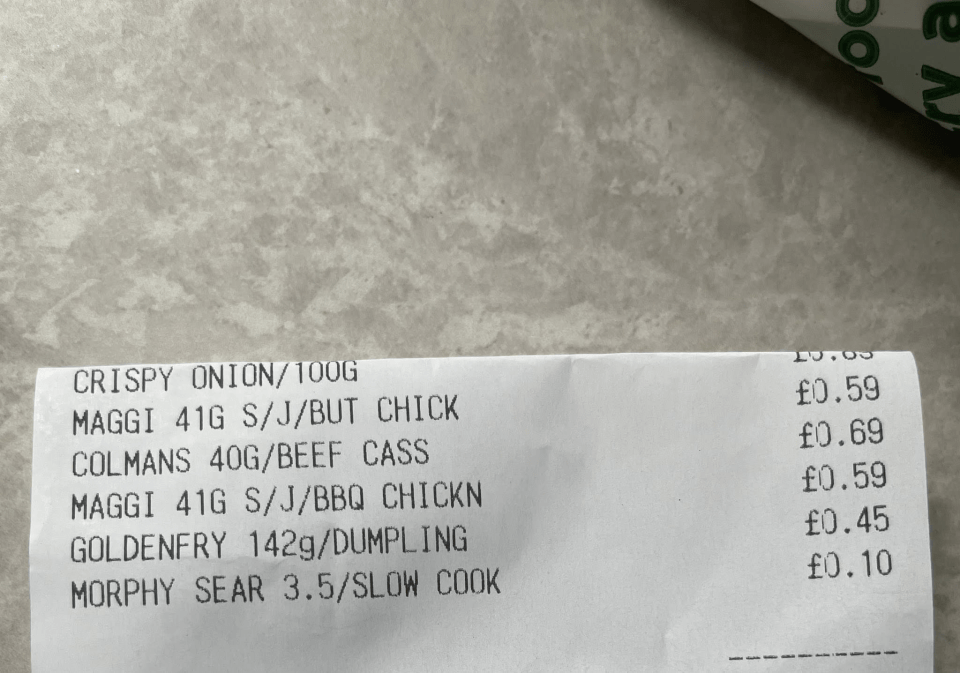 CRISPY ONION/100G
MAGGI 41G S/J/BUT CHICK £0.59
COLMANS 40G/BEEF CASS £0.69
MAGGI 41G S/J/BBQ CHICKN £0.59
GOLDENFRY 142g/DUMPLING £0.45
MORPHY SEAR 3.5/SLOW COOK £0.10